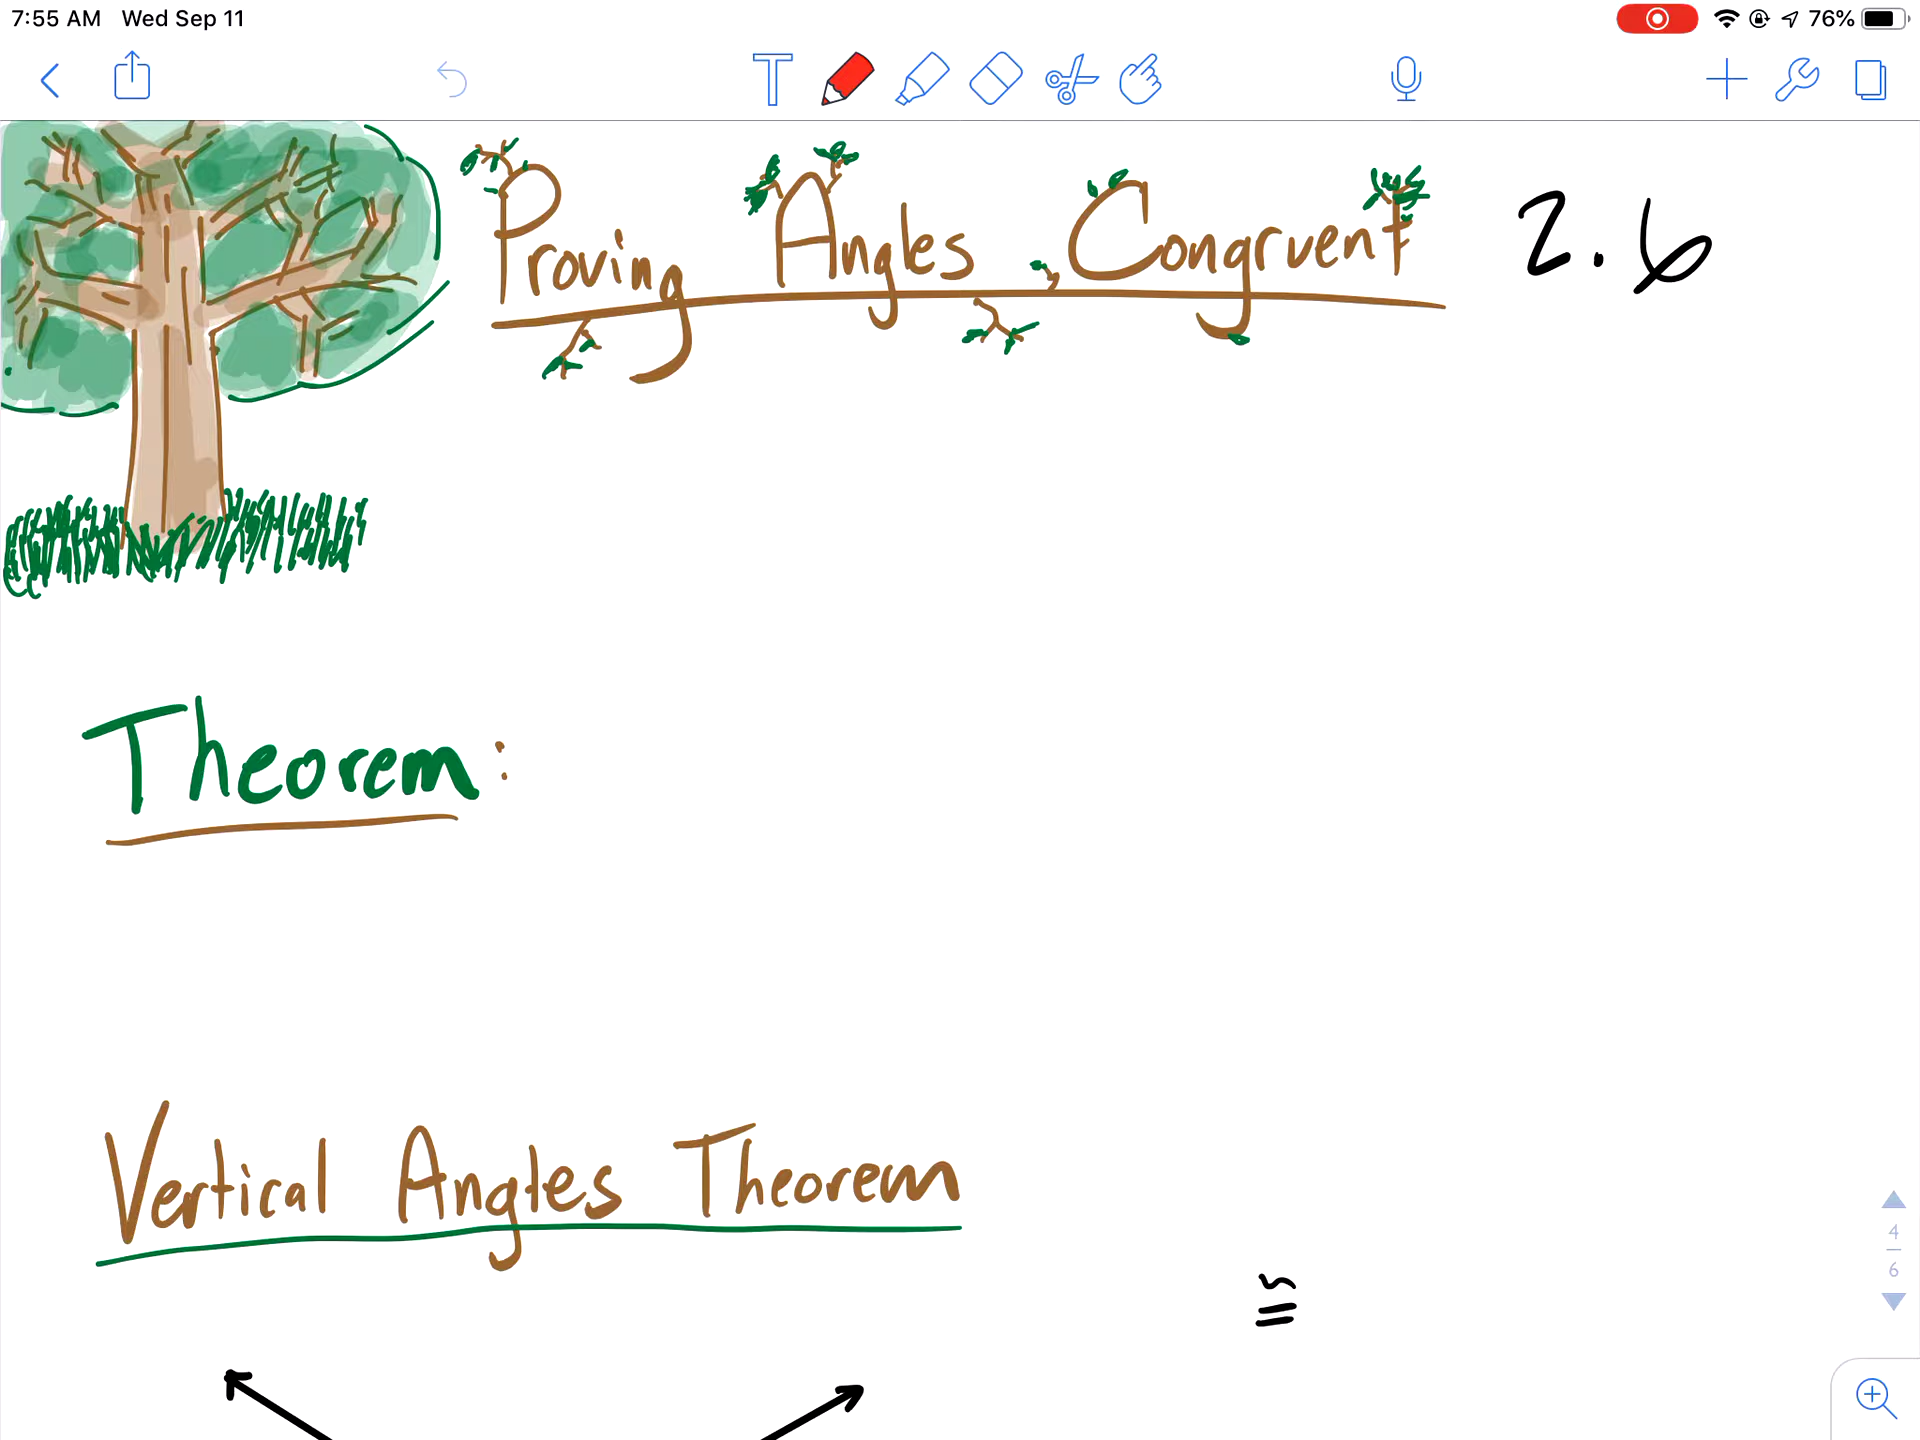 7:55 AM Wed Sep 11
76%
T
Proving Angles Congruent 2.6
Theorem:
Vertical Angles Theorem
4
6
≅